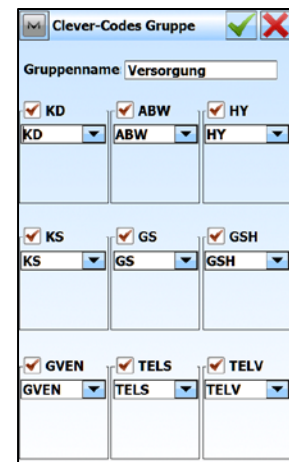 Clever-Codes Gruppe
Gruppenname Versorgung
KD ABW HY
KD ABW HY
KS GS GSH
KS GS GSH
GVEN TELS TELV
GVEN TELS TELV